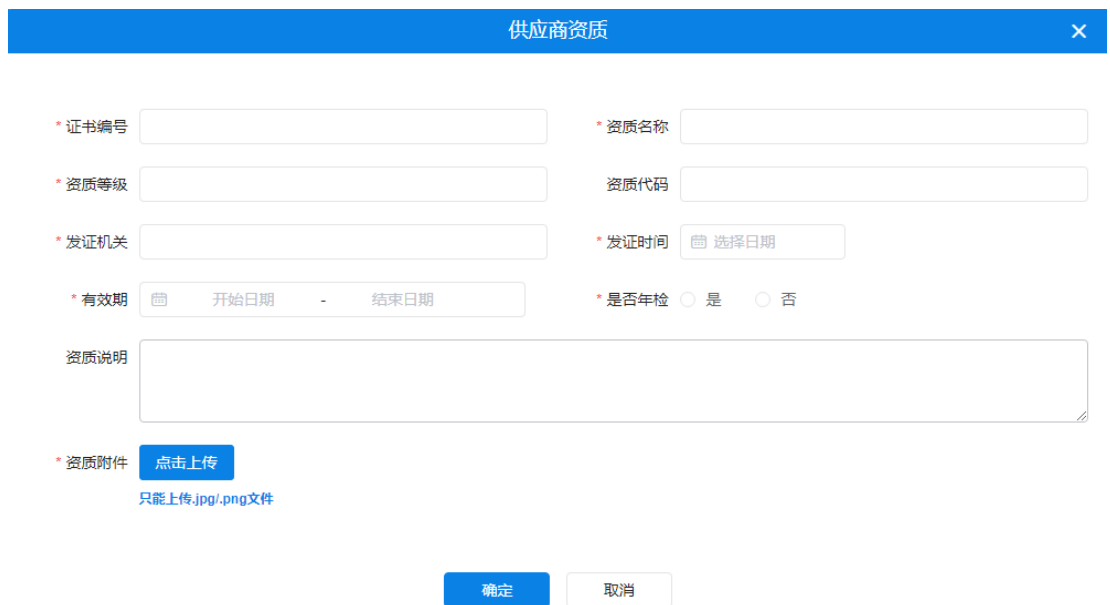 供应商资质
* 证书编号
* 资质名称
* 资质等级
资质代码
* 发证机关
* 发证时间 选择日期
* 有效期 开始日期 - 结束日期
* 是否年检 是 否
资质说明
* 资质附件 点击上传
只能上传.jpg/.png文件
确定 取消